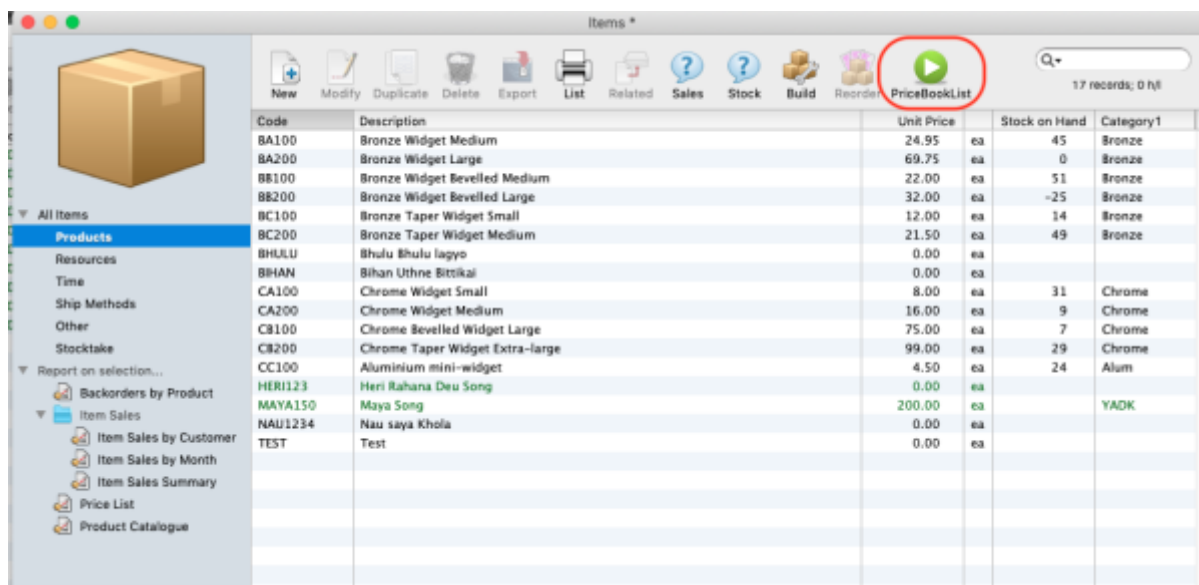 Items *
New Modify Duplicate Delete Export List Related Sales Stock Build Reorder PriceBookList
17 records; 0 h/l
All Items
Products
Resources
Time
Ship Methods
Other
Stocktake
Report on selection...
Backorders by Product
Item Sales
Item Sales by Customer
Item Sales by Month
Item Sales Summary
Price List
Product Catalogue
Code Description Unit Price Stock on Hand Category1
BA100 Bronze Widget Medium 24.95 ea 45 Bronze
BA200 Bronze Widget Large 69.75 ea 0 Bronze
BB100 Bronze Widget Bevelled Medium 22.00 ea 51 Bronze
BB200 Bronze Widget Bevelled Large 32.00 ea -25 Bronze
BC100 Bronze Taper Widget Small 12.00 ea 14 Bronze
BC200 Bronze Taper Widget Medium 21.50 ea 49 Bronze
BHULU Bhulu Bhulu lagyo 0.00 ea
BIHAN Bihan Uthne Bittikai 0.00 ea
CA100 Chrome Widget Small 8.00 ea 31 Chrome
CA200 Chrome Widget Medium 16.00 ea 9 Chrome
CB100 Chrome Bevelled Widget Large 75.00 ea 7 Chrome
CB200 Chrome Taper Widget Extra-large 99.00 ea 29 Chrome
CC100 Aluminium mini-widget 4.50 ea 24 Alum
HERI123 Heri Rahana Deu Song 0.00 ea
MAYA150 Maya Song 200.00 ea YADK
NAU1234 Nau saya Khola 0.00 ea
TEST Test 0.00 ea